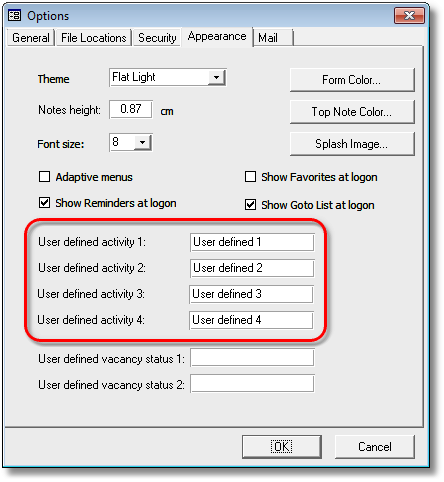 Options
General File Locations Security Appearance Mail
Theme Flat Light Form Color...
Notes height: 0.87 cm Top Note Color...
Font size: 8 Splash Image...
Adaptive menus Show Favorites at logon
Show Reminders at logon Show Goto List at logon
User defined activity 1: User defined 1
User defined activity 2: User defined 2
User defined activity 3: User defined 3
User defined activity 4: User defined 4
User defined vacancy status 1:
User defined vacancy status 2:
OK Cancel